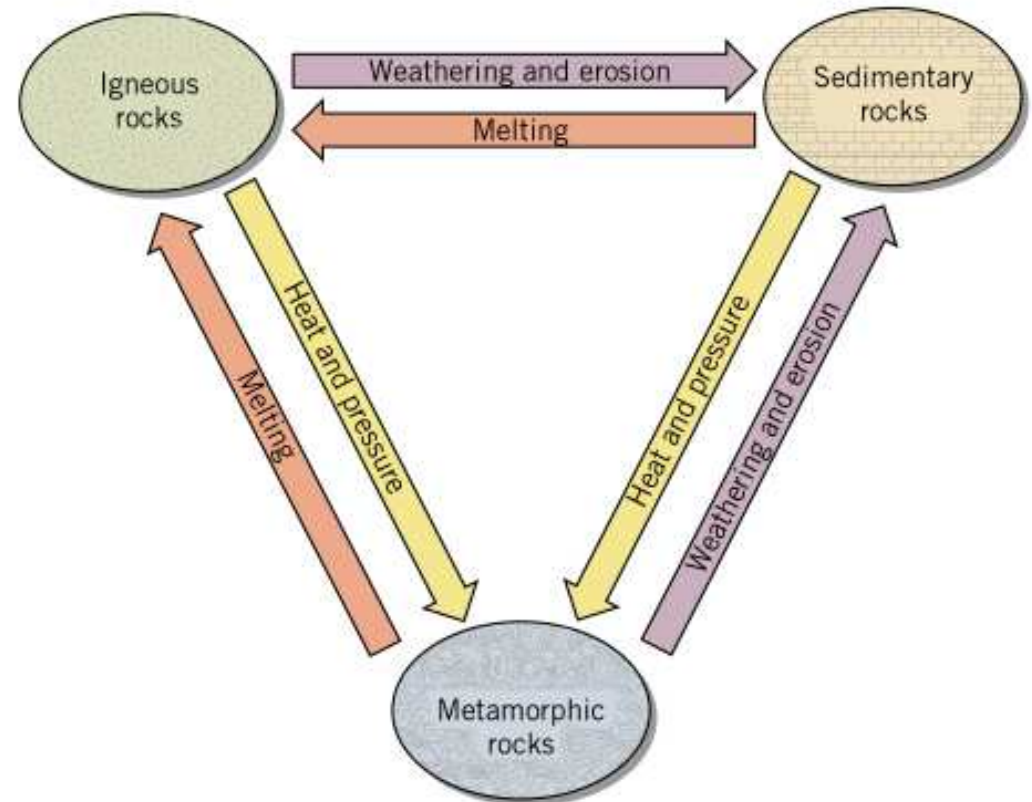 Igneous
rocks
Weathering and erosion
Melting
Sedimentary
rocks
Heat and pressure
Melting
Heat and pressure
Weathering and erosion
Metamorphic
rocks